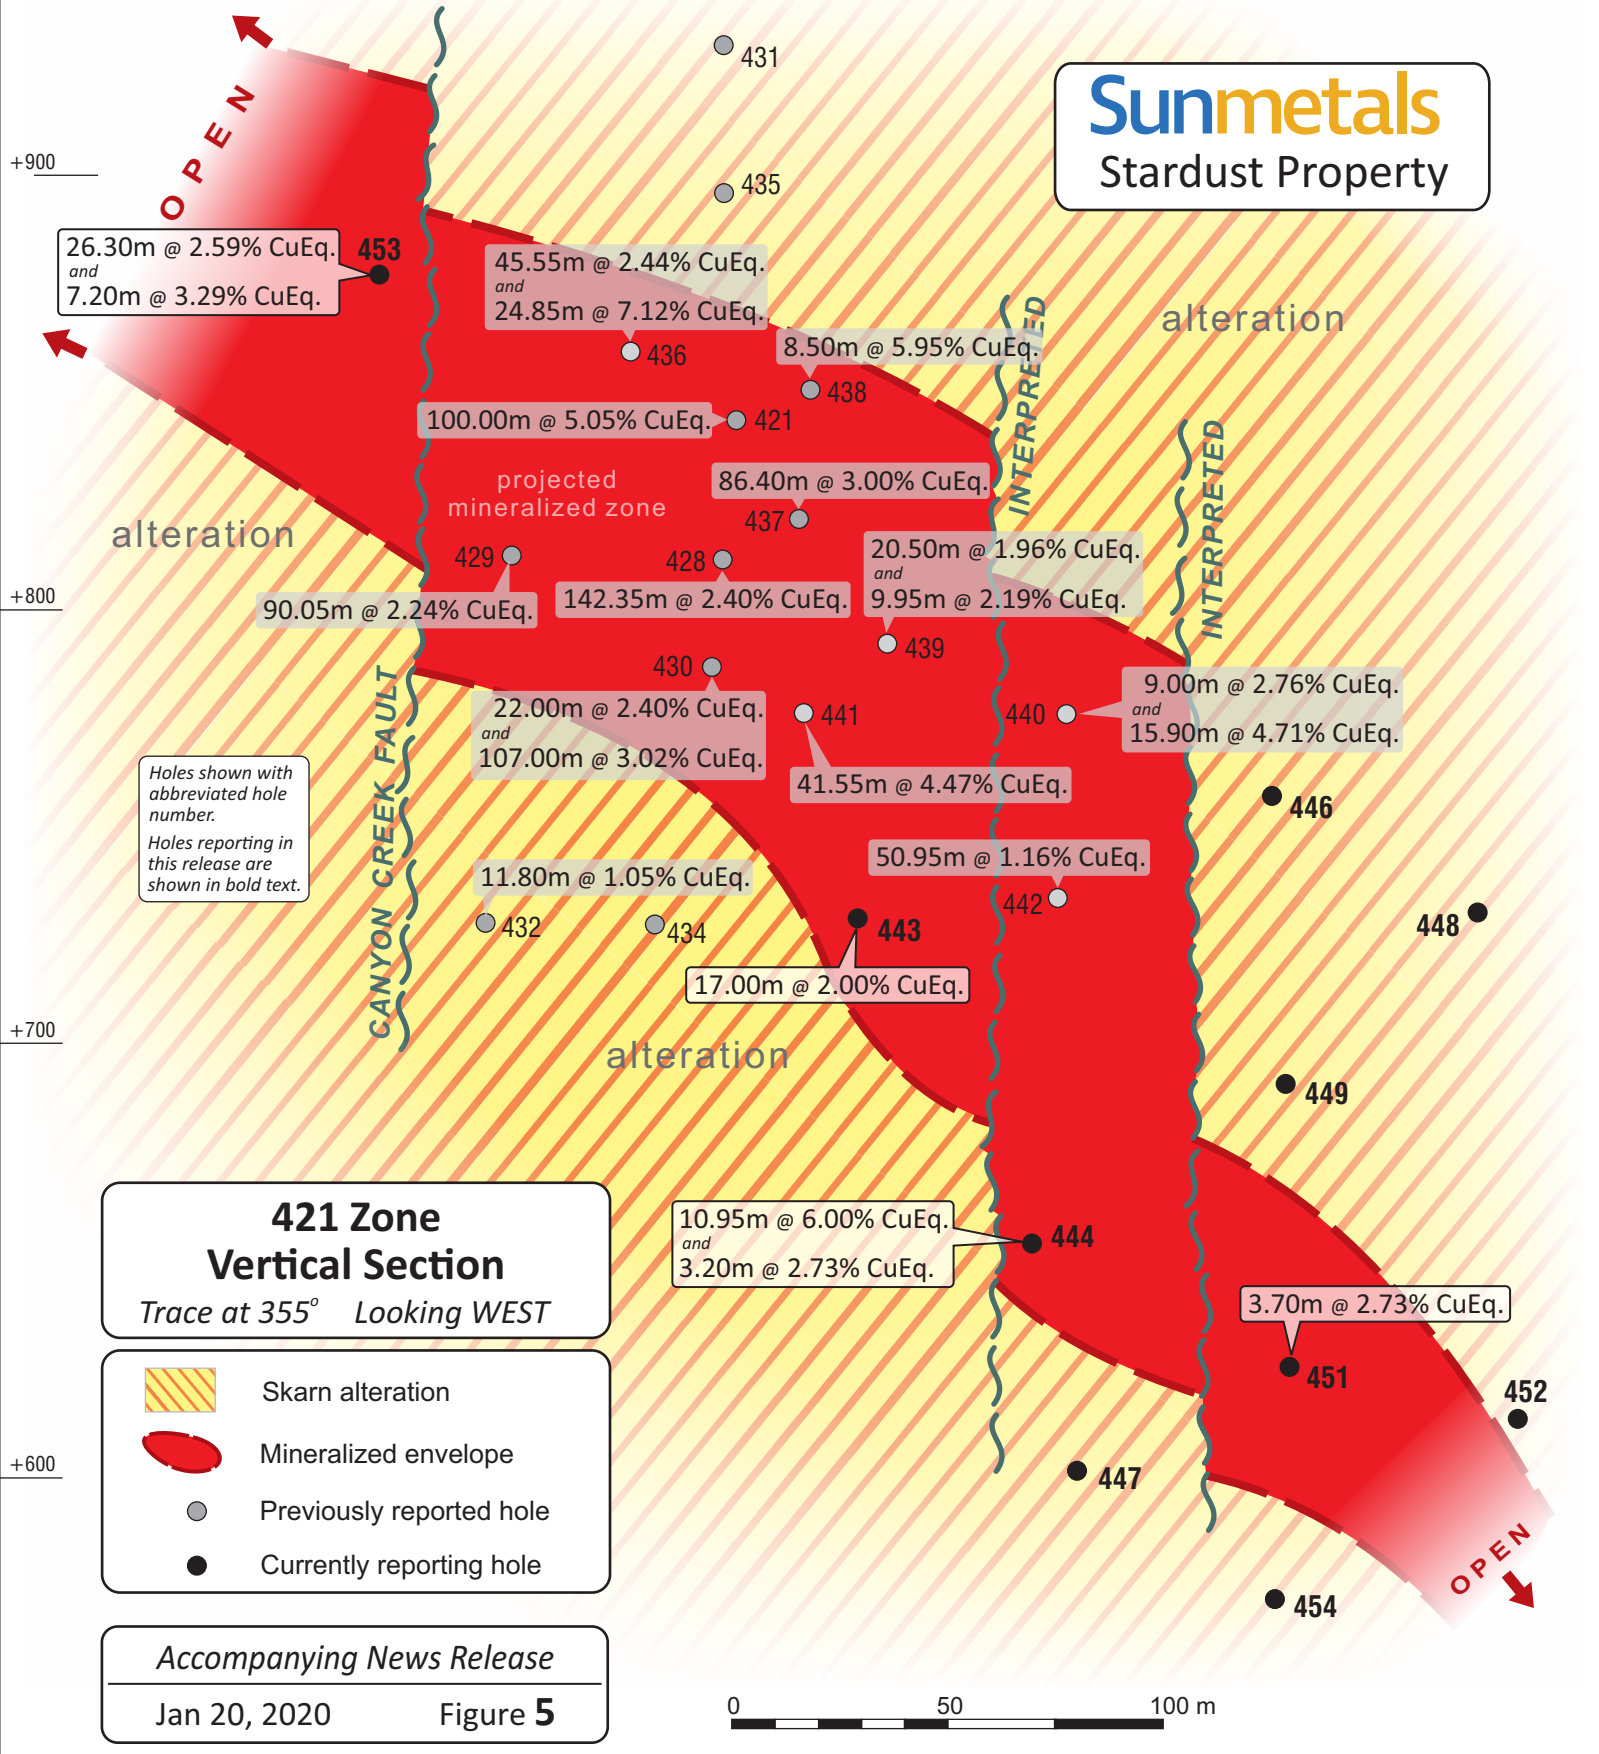 431
Sunmetals
Stardust Property
OPEN
+900
435
26.30m @ 2.59% CuEq.
and
7.20m @ 3.29% CuEq.
453
45.55m @ 2.44% CuEq.
and
24.85m @ 7.12% CuEq.
436
alteration
INTERPRETED
8.50m @ 5.95% CuEq.
438
100.00m @ 5.05% CuEq.
421
INTERPRETED
projected
mineralized zone
86.40m @ 3.00% CuEq.
437
alteration
429
428
20.50m @ 1.96% CuEq.
and
9.95m @ 2.19% CuEq.
+800
90.05m @ 2.24% CuEq.
142.35m @ 2.40% CuEq.
439
430
22.00m @ 2.40% CuEq.
and
107.00m @ 3.02% CuEq.
441
440
9.00m @ 2.76% CuEq.
and
15.90m @ 4.71% CuEq.
CANYON CREEK FAULT
41.55m @ 4.47% CuEq.
446
Holes shown with
abbreviated hole
number.
Holes reporting in
this release are
shown in bold text.
11.80m @ 1.05% CuEq.
50.95m @ 1.16% CuEq.
442
432
434
443
448
17.00m @ 2.00% CuEq.
+700
alteration
449
421 Zone
Vertical Section
Trace at 355° Looking WEST
10.95m @ 6.00% CuEq.
and
3.20m @ 2.73% CuEq.
444
3.70m @ 2.73% CuEq.
451
452
Skarn alteration
Mineralized envelope
Previously reported hole
Currently reporting hole
+600
447
OPEN
454
Accompanying News Release
Jan 20, 2020 Figure 5
0 50 100 m